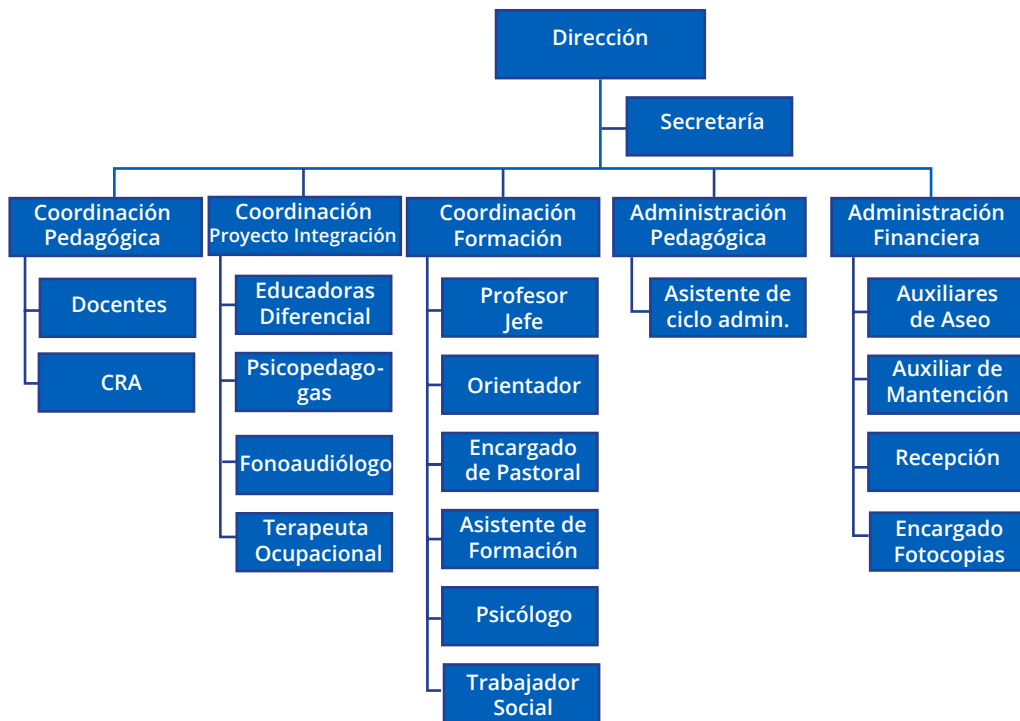 Dirección
Secretaría
Coordinación
Pedagógica
Docentes
CRA
Coordinación
Proyecto Integración
Educadoras
Diferencial
Psicopedago-
gas
Fonoaudiólogo
Terapeuta
Ocupacional
Coordinación
Formación
Profesor
Jefe
Orientador
Encargado
de Pastoral
Asistente de
Formación
Psicólogo
Trabajador
Social
Administración
Pedagógica
Asistente de
ciclo admin.
Administración
Financiera
Auxiliares
de Aseo
Auxiliar de
Mantención
Recepción
Encargado
Fotocopias